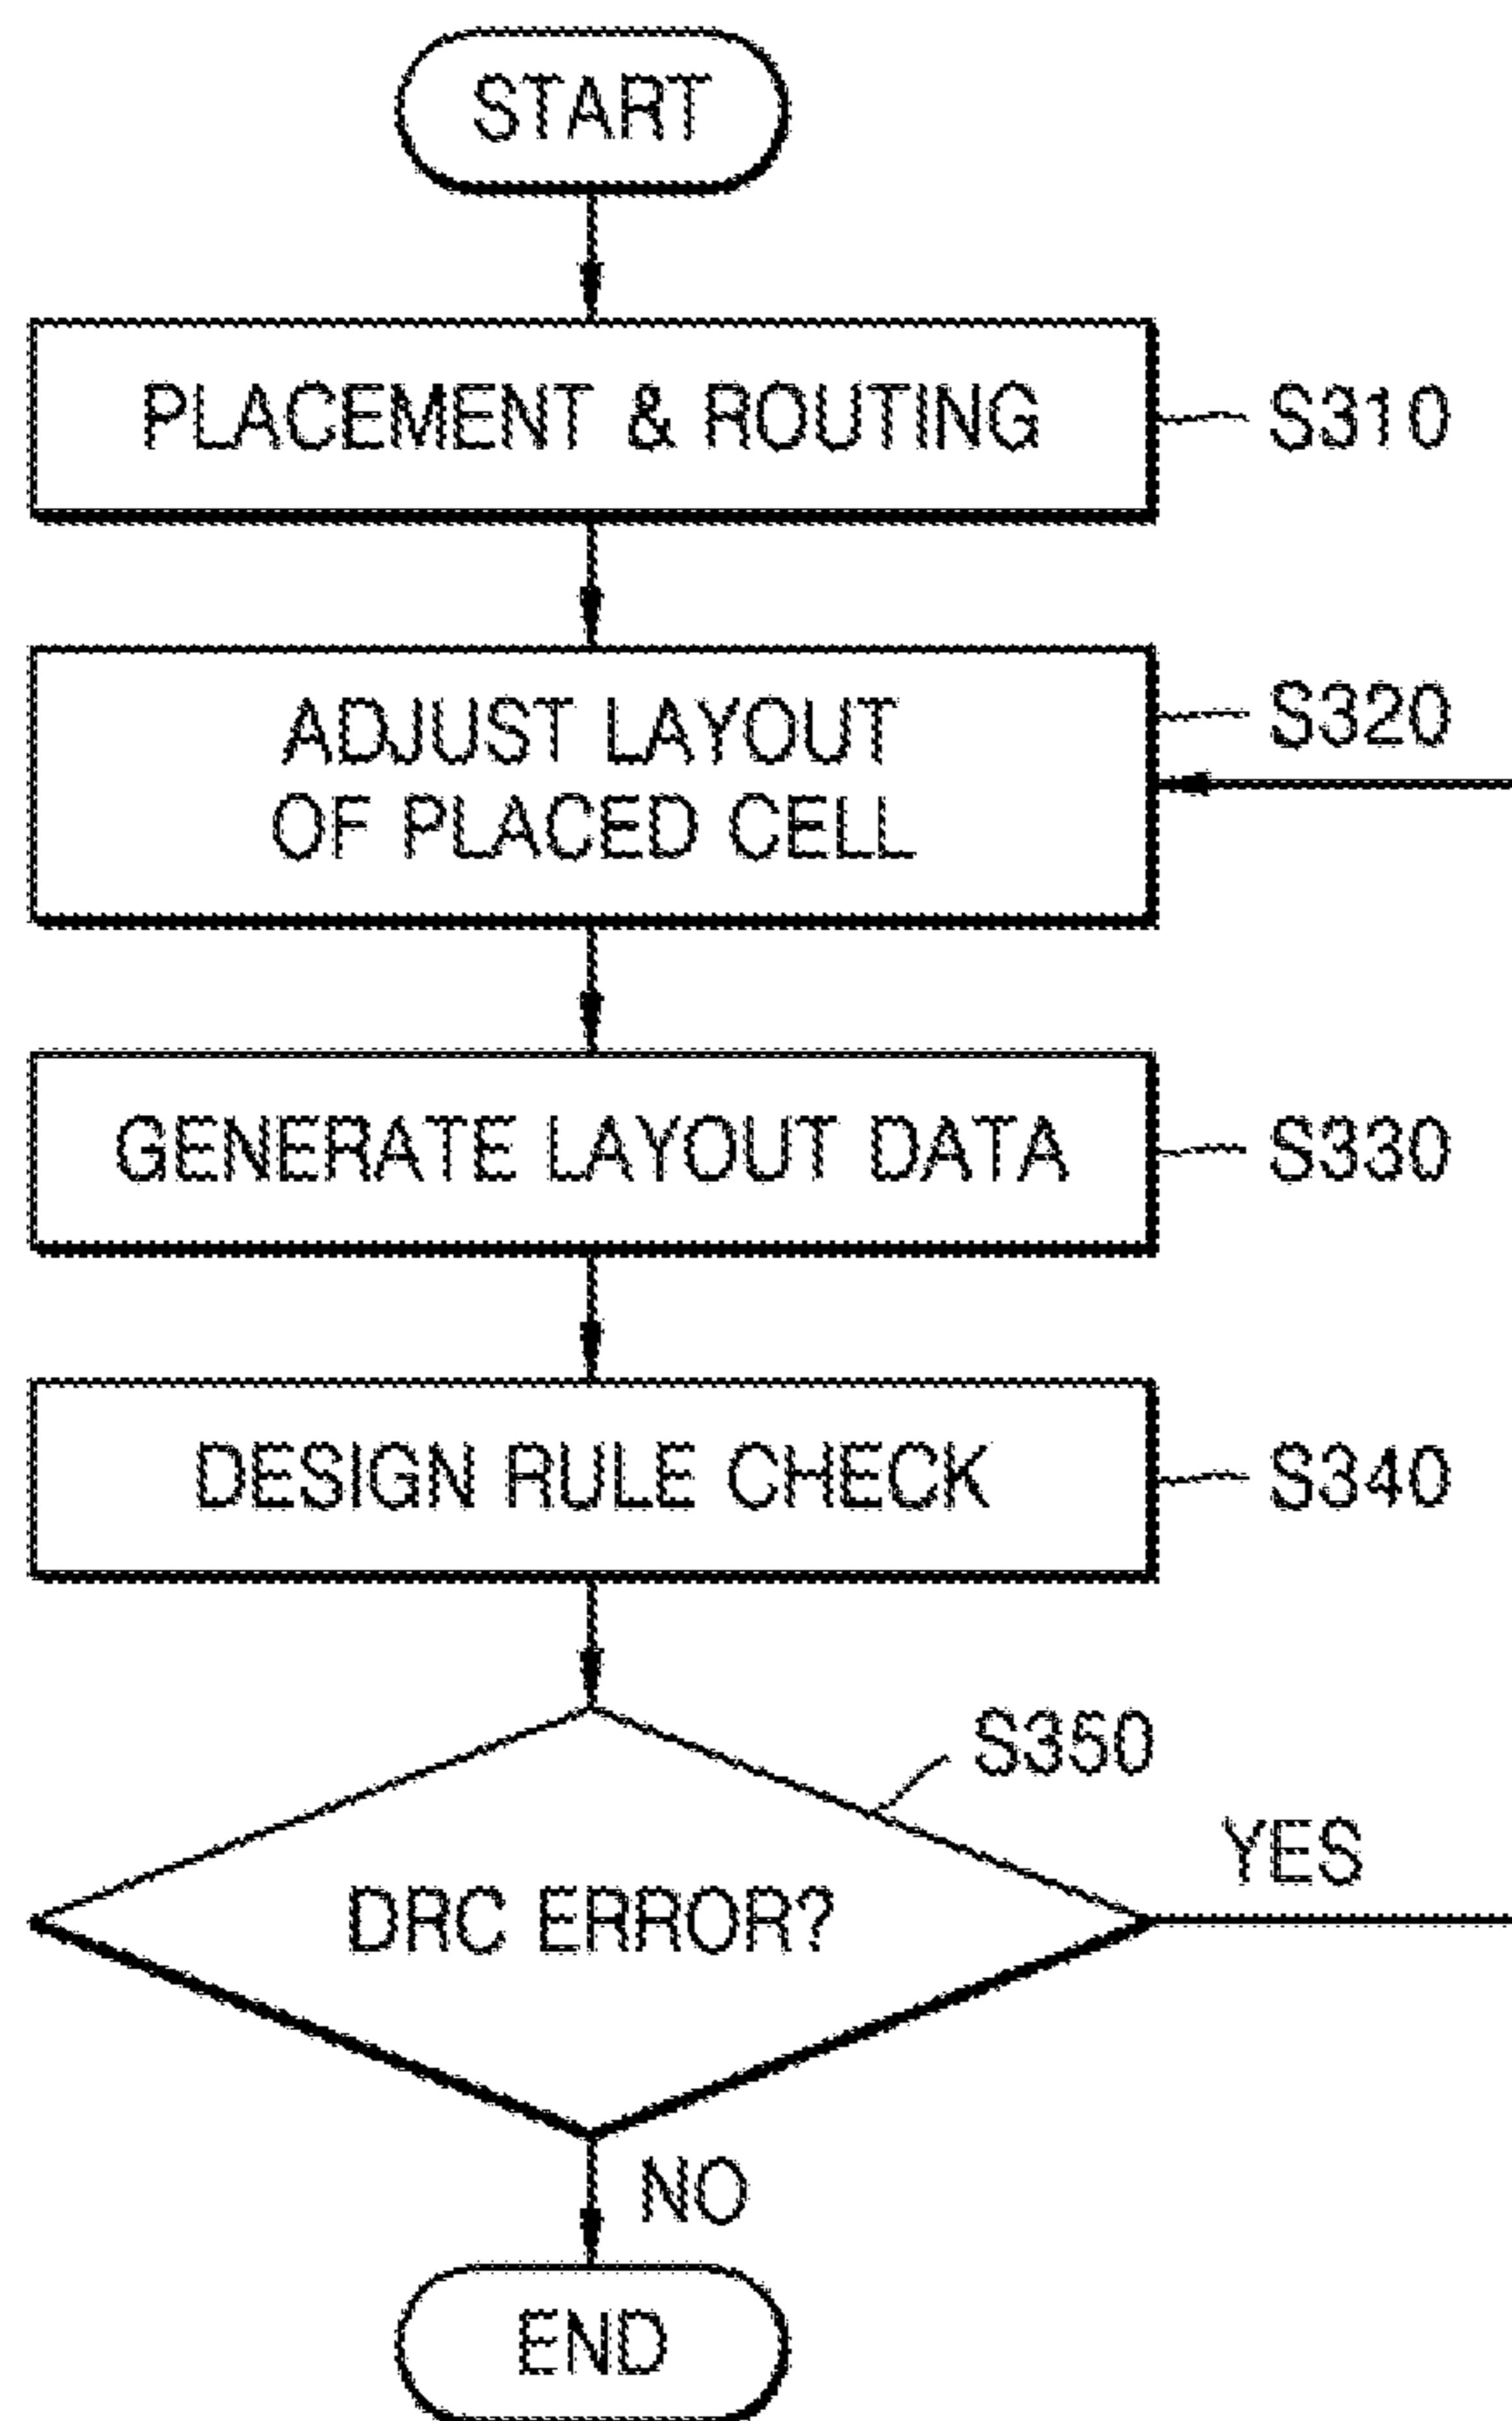 START
PLACEMENT & ROUTING
S310
ADJUST LAYOUT
OF PLACED CELL
S320
GENERATE LAYOUT DATA
S330
DESIGN RULE CHECK
S340
S350
DRC ERROR?
YES
NO
END